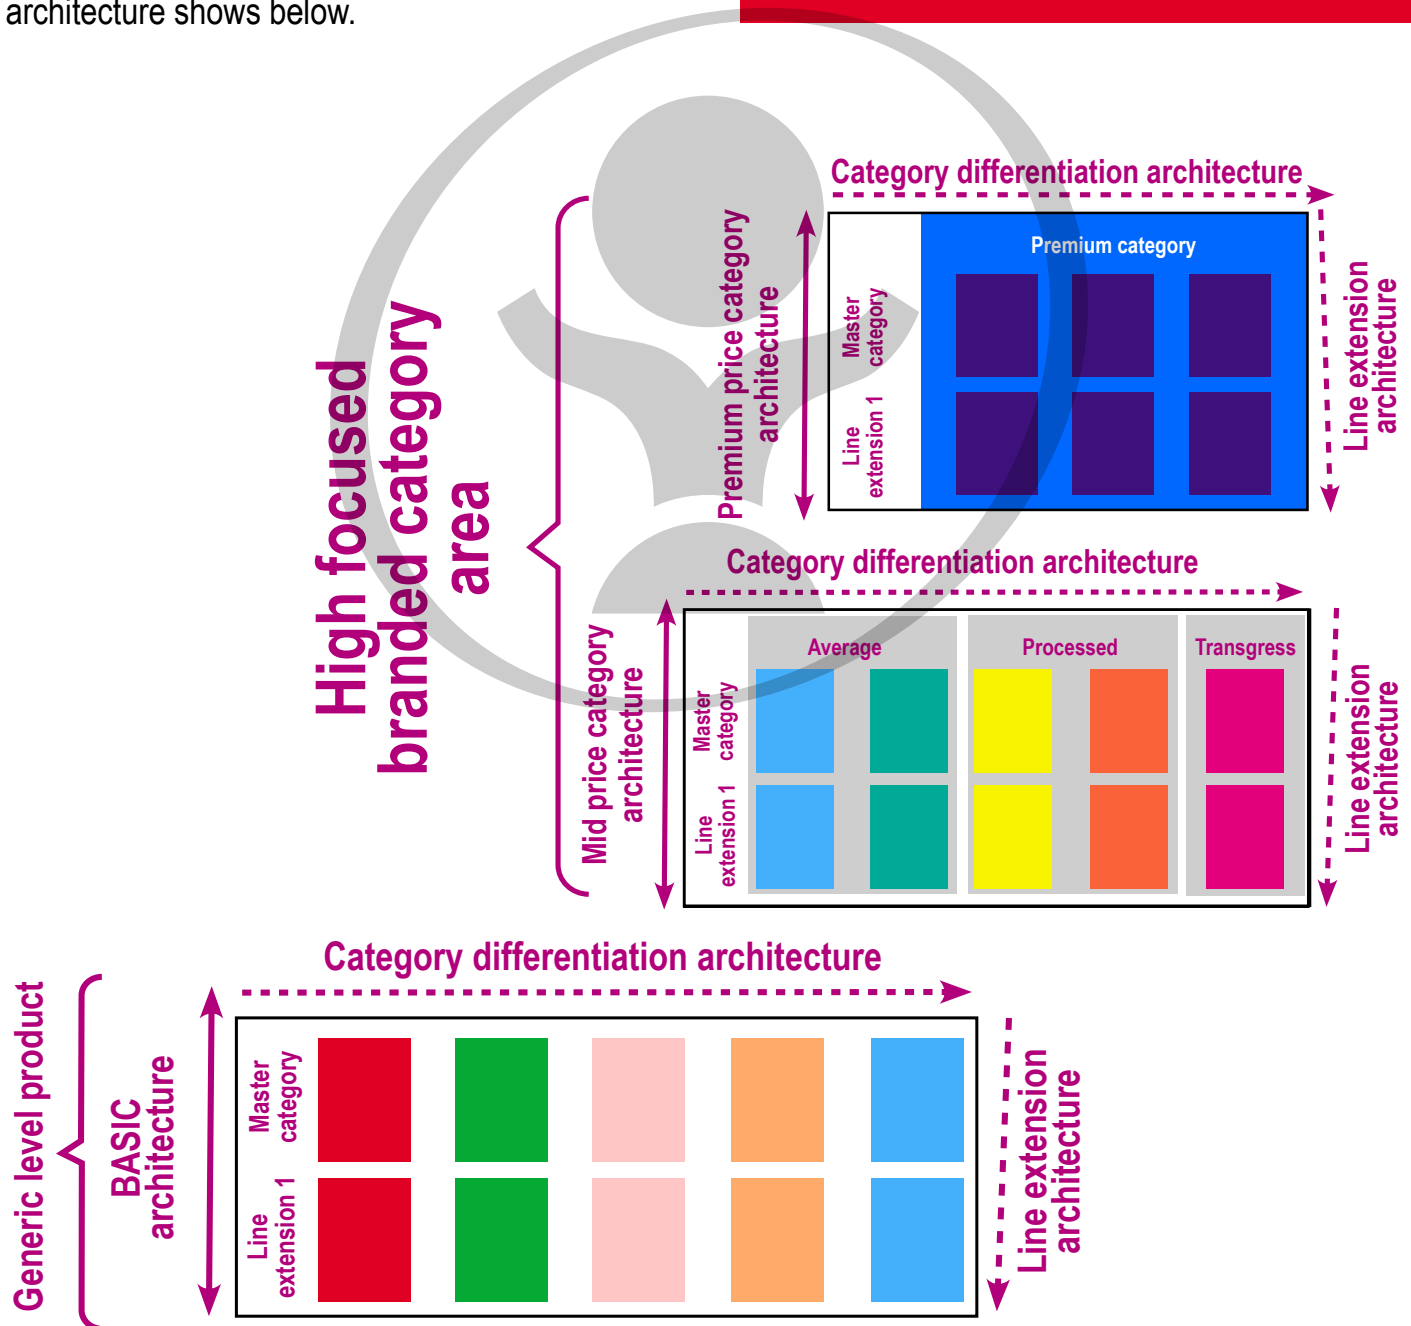 architecture shows below.
High focused
branded category
area
Category differentiation architecture
Premium price category
architecture
Premium category
Master
category
Line
extension 1
Line extension
architecture
Category differentiation architecture
Mid price category
architecture
Average
Processed
Transgress
Master
category
Line
extension 1
Line extension
architecture
Category differentiation architecture
Generic level product
BASIC
architecture
Master
category
Line
extension 1
Line extension
architecture